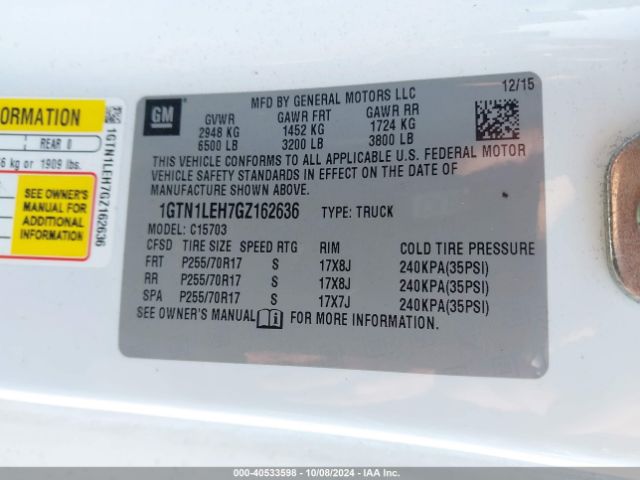 MFD BY GENERAL MOTORS LLC
12/15
GM
GVWR GAWR FRT GAWR RR
2948 KG 1452 KG 1724 KG
6500 LB 3200 LB 3800 LB
THIS VEHICLE CONFORMS TO ALL APPLICABLE U.S. FEDERAL MOTOR
VEHICLE SAFETY STANDARDS IN EFFECT ON THE DATE OF
MANUFACTURE SHOWN ABOVE.
1GTN1LEH7GZ162636 TYPE: TRUCK
MODEL: C15703
CFSD TIRE SIZE SPEED RTG RIM COLD TIRE PRESSURE
FRT P255/70R17 S 17X8J 240KPA(35PSI)
RR P255/70R17 S 17X8J 240KPA(35PSI)
SPA P255/70R17 S 17X7J 240KPA(35PSI)
SEE OWNER'S MANUAL FOR MORE INFORMATION.
ORMATION
REAR 0
kg or 1909 lbs.
SEE OWNER'S
MANUAL FOR
ADDITIONAL
INFORMATION
1GTN1LEH7GZ162636
000-40533598 - 10/08/2024 - IAAI.com